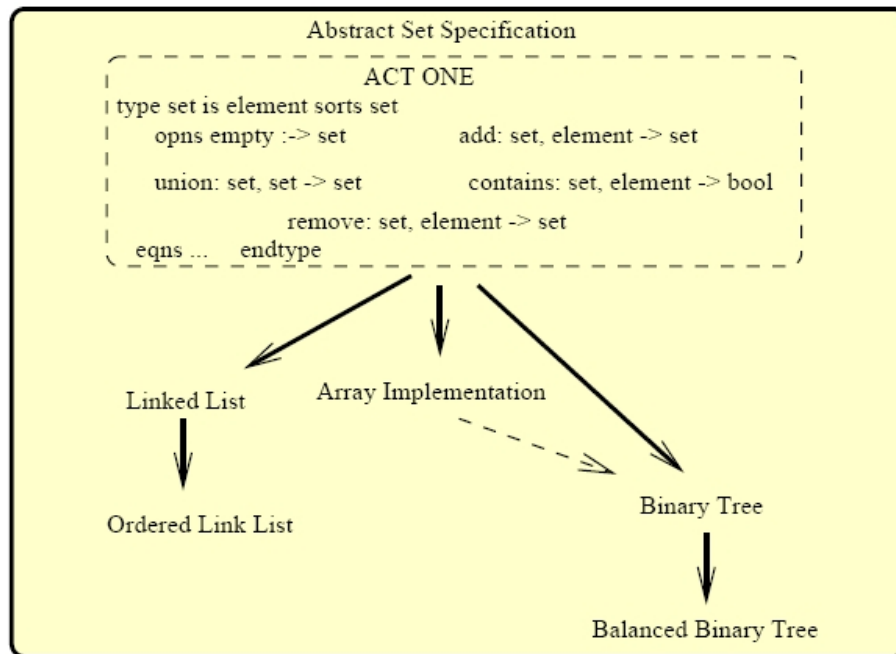 Abstract Set Specification
ACT ONE
type set is element sorts set
opns empty :-> set add: set, element -> set
union: set, set -> set contains: set, element -> bool
remove: set, element -> set
eqns ... endtype
Linked List
Array Implementation
Ordered Link List
Binary Tree
Balanced Binary Tree